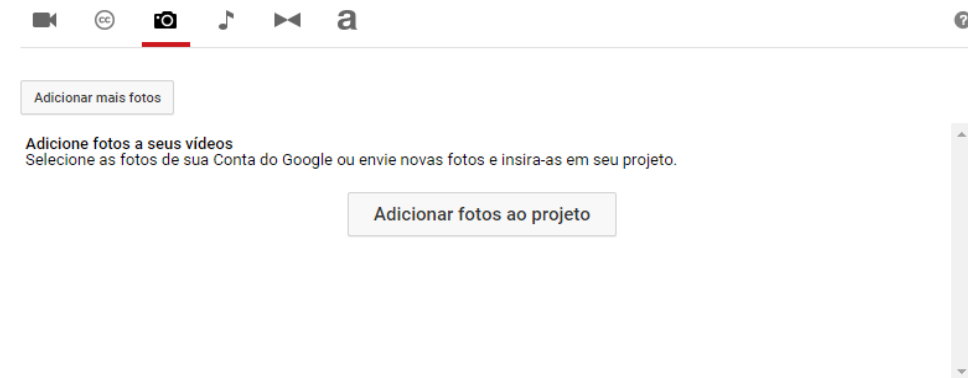 cc a ?
Adicionar mais fotos
Adicione fotos a seus vídeos
Selecione as fotos de sua Conta do Google ou envie novas fotos e insira-as em seu projeto.
Adicionar fotos ao projeto